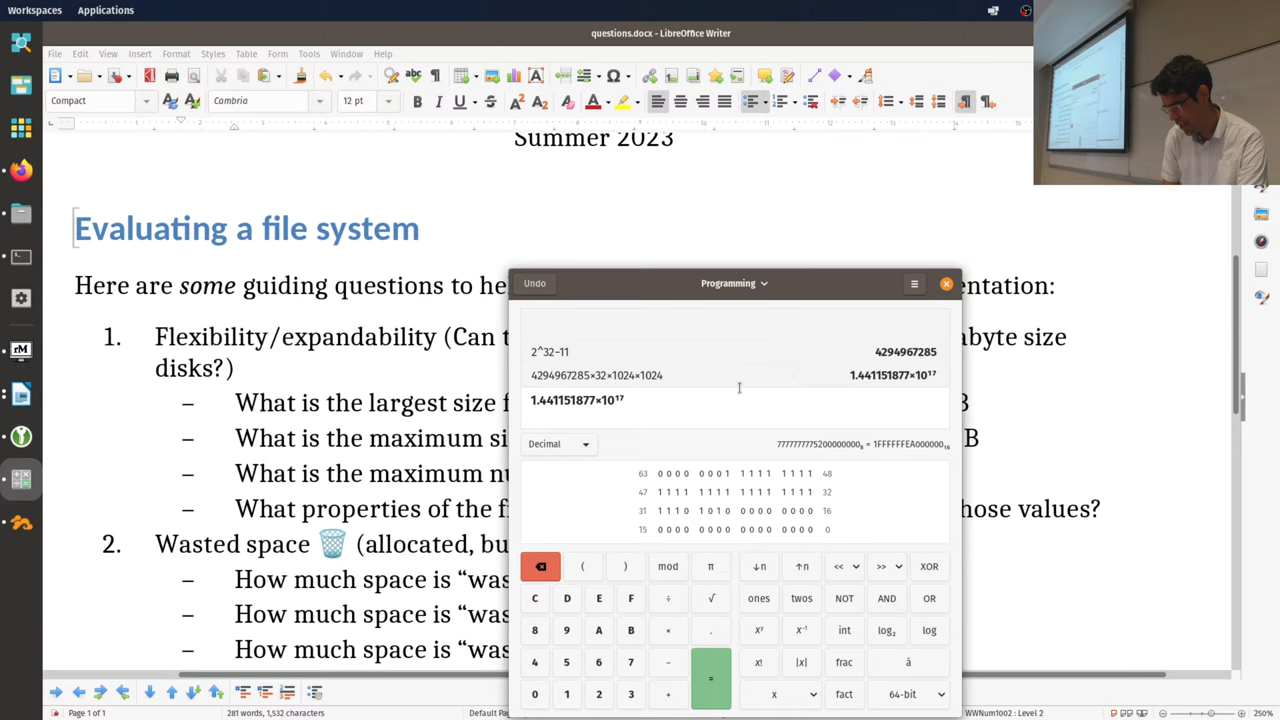 Workspaces Applications
questions.docx - LibreOffice Writer
File Edit View Insert Format Styles Table Form Tools Window Help
Compact Cambria 12 pt
Summer 2023
Evaluating a file system
Here are some guiding questions to he entation:
1. Flexibility/expandability (Can t abyte size
disks?)
– What is the largest size f B
– What is the maximum si B
– What is the maximum nu
– What properties of the fi hose values?
2. Wasted space 🗑️ (allocated, bu
– How much space is “was
– How much space is “was
– How much space is “was
Undo Programming
2^32−11 4294967285
4294967285×32×1024×1024 1.441151877×10¹⁷
1.441151877×10¹⁷
Decimal 7777777775200000000₈ = 1FFFFFFEA000000₁₆
63 0000 0001 1111 1111 48
47 1111 1111 1111 1111 32
31 1110 1010 0000 0000 16
15 0000 0000 0000 0000 0
( ) mod π ↓n ↑n << >> XOR
C D E F ÷ √ ones twos NOT AND OR
8 9 A B × . xʸ x⁻¹ int log₂ log
4 5 6 7 − = x! |x| frac á
0 1 2 3 + x fact 64-bit
Page 1 of 1 281 words, 1,532 characters Default Pa WWNum1002 : Level 2 250%